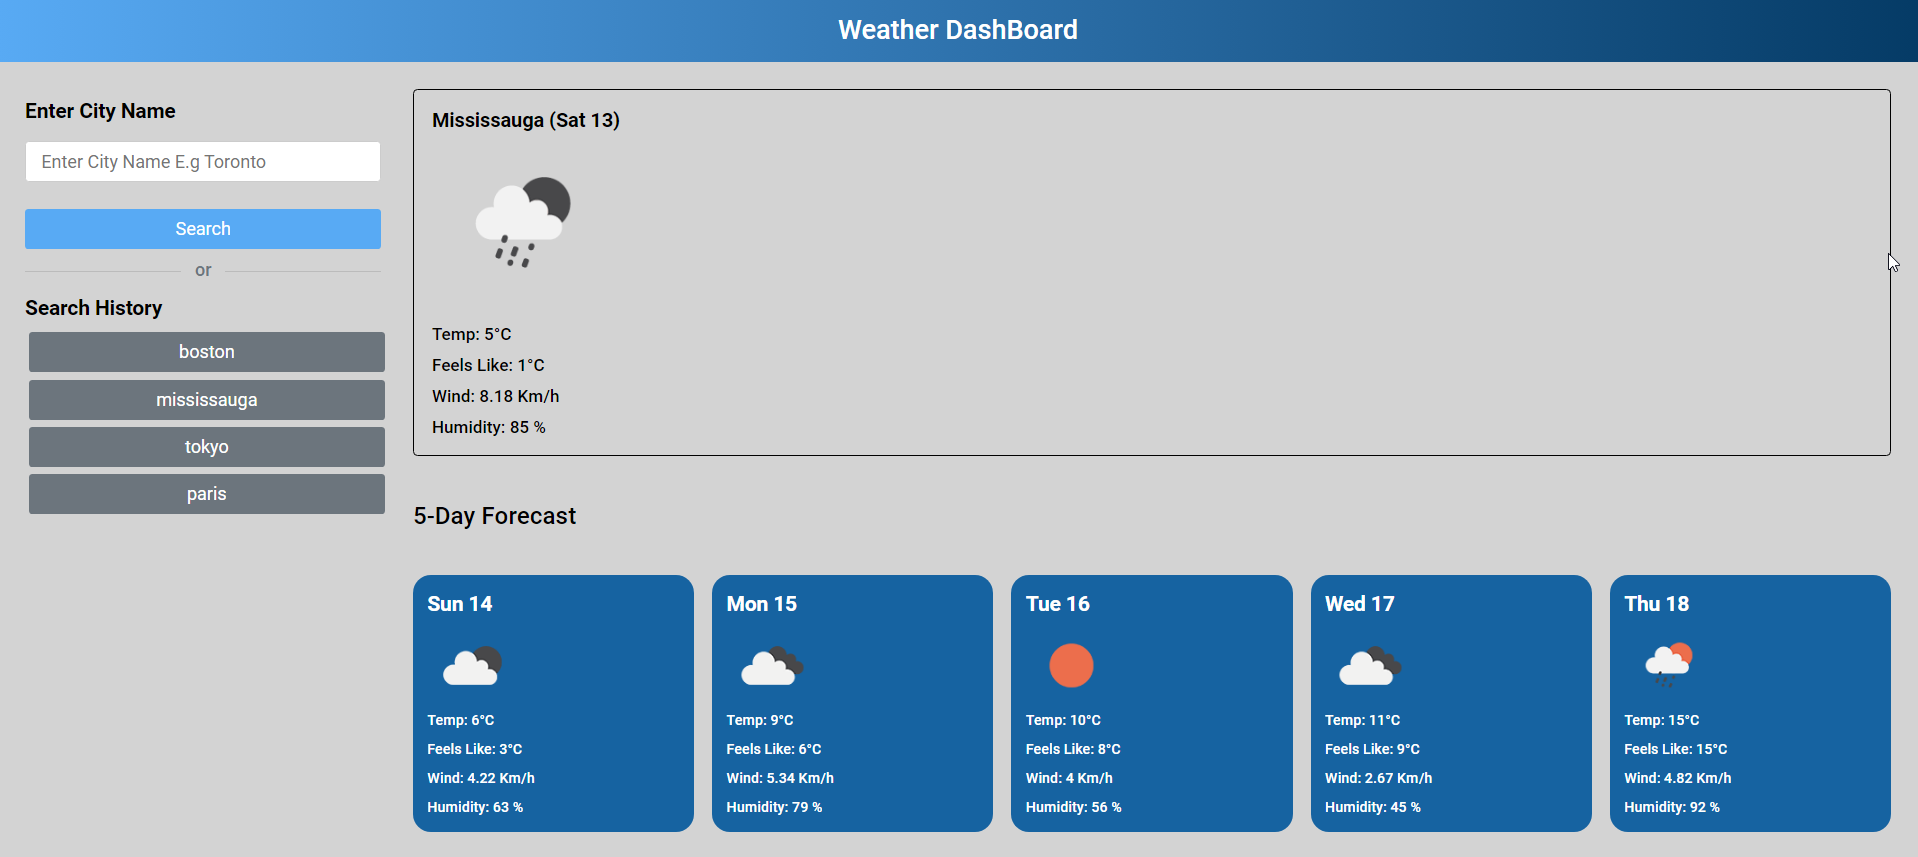 Weather DashBoard
Enter City Name
Enter City Name E.g Toronto
Search
or
Search History
boston
mississauga
tokyo
paris
Mississauga (Sat 13)
Temp: 5°C
Feels Like: 1°C
Wind: 8.18 Km/h
Humidity: 85 %
5-Day Forecast
Sun 14
Temp: 6°C
Feels Like: 3°C
Wind: 4.22 Km/h
Humidity: 63 %
Mon 15
Temp: 9°C
Feels Like: 6°C
Wind: 5.34 Km/h
Humidity: 79 %
Tue 16
Temp: 10°C
Feels Like: 8°C
Wind: 4 Km/h
Humidity: 56 %
Wed 17
Temp: 11°C
Feels Like: 9°C
Wind: 2.67 Km/h
Humidity: 45 %
Thu 18
Temp: 15°C
Feels Like: 15°C
Wind: 4.82 Km/h
Humidity: 92 %